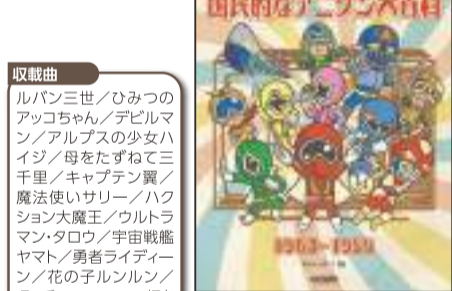 収載曲
ルパン三世／ひみつの
アッコちゃん／デビルマ
ン／アルプスの少女ハ
イジ／母をたずねて三
千里／キャプテン翼／
魔法使いサリー／ハク
ション大魔王／ウルトラ
マン・タロウ／宇宙戦艦
ヤマト／勇者ライディー
ン／花の子ルンルン／
国民的なアニソン大百科